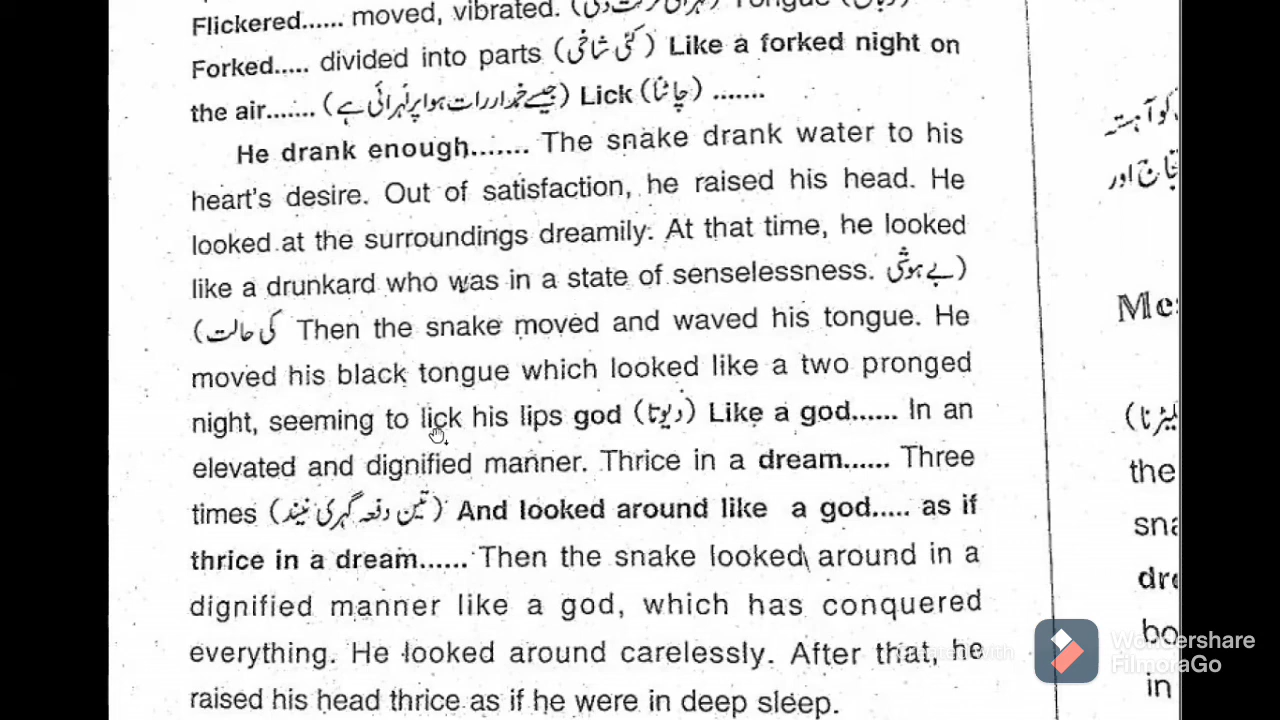 Flickered...... moved, vibrated. (
Forked..... divided into parts (کئی شاخی) Like a forked night on
the air....... (جیسے خمدار رات ہوا پر لہرائی ہے) Lick (چاٹنا) .......
He drank enough....... The snake drank water to his
heart's desire. Out of satisfaction, he raised his head. He
looked at the surroundings dreamily. At that time, he looked
like a drunkard who was in a state of senselessness. بے ہوشی)
(کی حالت Then the snake moved and waved his tongue. He
moved his black tongue which looked like a two pronged
night, seeming to lick his lips god (دیوتا) Like a god...... In an
elevated and dignified manner. Thrice in a dream...... Three
times (تین دفعہ گہری نیند) And looked around like a god..... as if
thrice in a dream...... Then the snake looked around in a
dignified manner like a god, which has conquered
everything. He looked around carelessly. After that, he
raised his head thrice as if he were in deep sleep.
کو آہستہ
اور
Me
the
sna
dre
bo
in
Created with
Wondershare
FilmoraGo